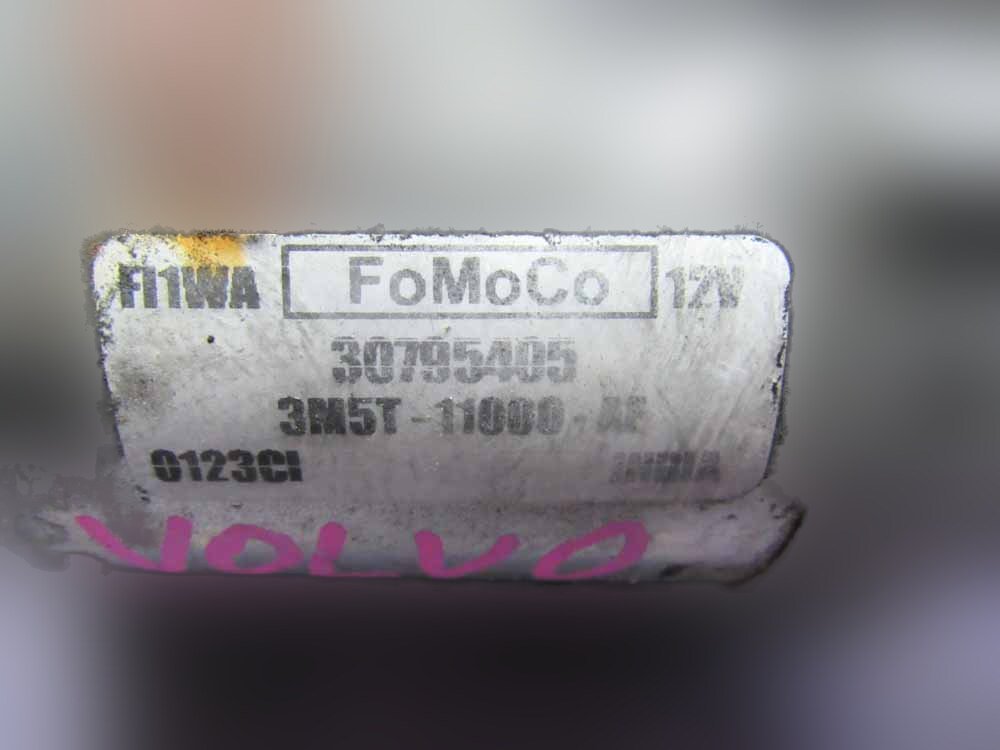 FI1WA FoMoCo 12V
30795405
3M5T-11000-AF
0123CI INDIA
VOLVO